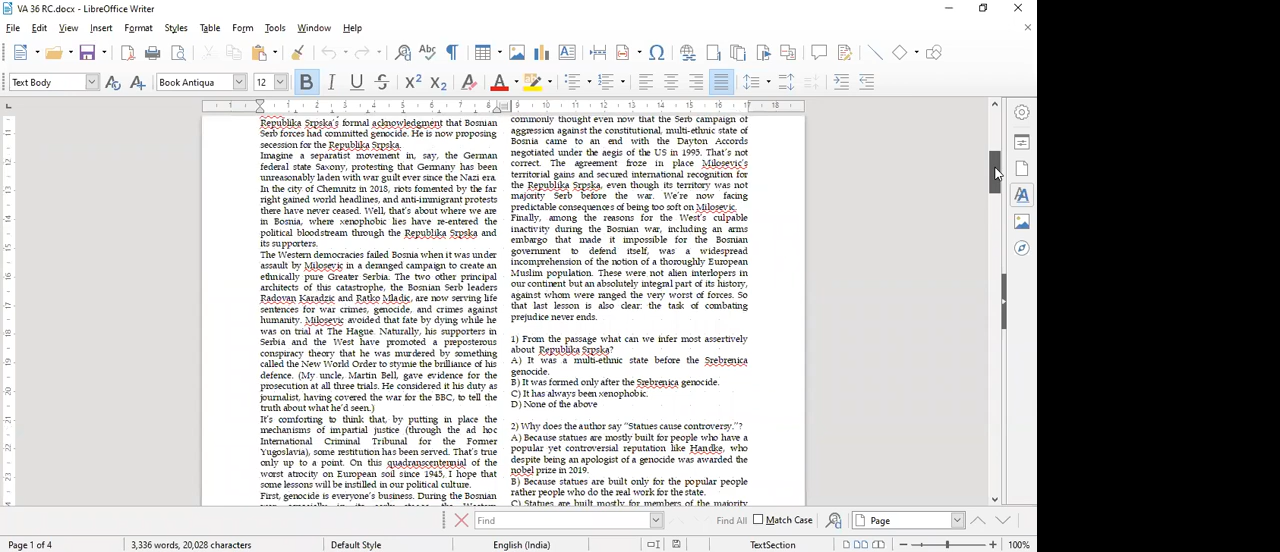 VA 36 RC.docx - LibreOffice Writer
File Edit View Insert Format Styles Table Form Tools Window Help
Text Body Book Antiqua 12
1 1 2 3 4 5 6 7 8 9 10 11 12 13 14 15 16 17 18
Republika Srpska's formal acknowledgment that Bosnian
Serb forces had committed genocide. He is now proposing
secession for the Republika Srpska.
Imagine a separatist movement in, say, the German
federal state Saxony, protesting that Germany has been
unreasonably laden with war guilt ever since the Nazi era.
In the city of Chemnitz in 2018, riots fomented by the far
right gained world headlines, and anti-immigrant protests
there have never ceased. Well, that's about where we are
in Bosnia, where xenophobic lies have re-entered the
political bloodstream through the Republika Srpska and
its supporters.
The Western democracies failed Bosnia when it was under
assault by Milosevic in a deranged campaign to create an
ethnically pure Greater Serbia. The two other principal
architects of this catastrophe, the Bosnian Serb leaders
Radovan Karadzic and Ratko Mladic, are now serving life
sentences for war crimes, genocide, and crimes against
humanity. Milosevic avoided that fate by dying while he
was on trial at The Hague. Naturally, his supporters in
Serbia and the West have promoted a preposterous
conspiracy theory that he was murdered by something
called the New World Order to stymie the brilliance of his
defence. (My uncle, Martin Bell, gave evidence for the
prosecution at all three trials. He considered it his duty as
journalist, having covered the war for the BBC, to tell the
truth about what he'd seen.)
It's comforting to think that, by putting in place the
mechanisms of impartial justice (through the ad hoc
International Criminal Tribunal for the Former
Yugoslavia), some restitution has been served. That's true
only up to a point. On this quadranscentennial of the
worst atrocity on European soil since 1945, I hope that
some lessons will be instilled in our political culture.
First, genocide is everyone's business. During the Bosnian
commonly thought even now that the Serb campaign of
aggression against the constitutional, multi-ethnic state of
Bosnia came to an end with the Dayton Accords
negotiated under the aegis of the US in 1995. That's not
correct. The agreement froze in place Milosevic's
territorial gains and secured international recognition for
the Republika Srpska, even though its territory was not
majority Serb before the war. We're now facing
predictable consequences of being too soft on Milosevic.
Finally, among the reasons for the West's culpable
inactivity during the Bosnian war, including an arms
embargo that made it impossible for the Bosnian
government to defend itself, was a widespread
incomprehension of the notion of a thoroughly European
Muslim population. These were not alien interlopers in
our continent but an absolutely integral part of its history,
against whom were ranged the very worst of forces. So
that last lesson is also clear: the task of combating
prejudice never ends.
1) From the passage what can we infer most assertively
about Republika Srpska?
A) It was a multi-ethnic state before the Srebrenica
genocide.
B) It was formed only after the Srebrenica genocide.
C) It has always been xenophobic.
D) None of the above
2) Why does the author say “Statues cause controversy.”?
A) Because statues are mostly built for people who have a
popular yet controversial reputation like Handke, who
despite being an apologist of a genocide was awarded the
nobel prize in 2019.
B) Because statues are built only for the popular people
rather people who do the real work for the state.
C) Statues are built mostly for members of the majority
Find Find All Match Case Page
Page 1 of 4 3,336 words, 20,028 characters Default Style English (India) TextSection 100%